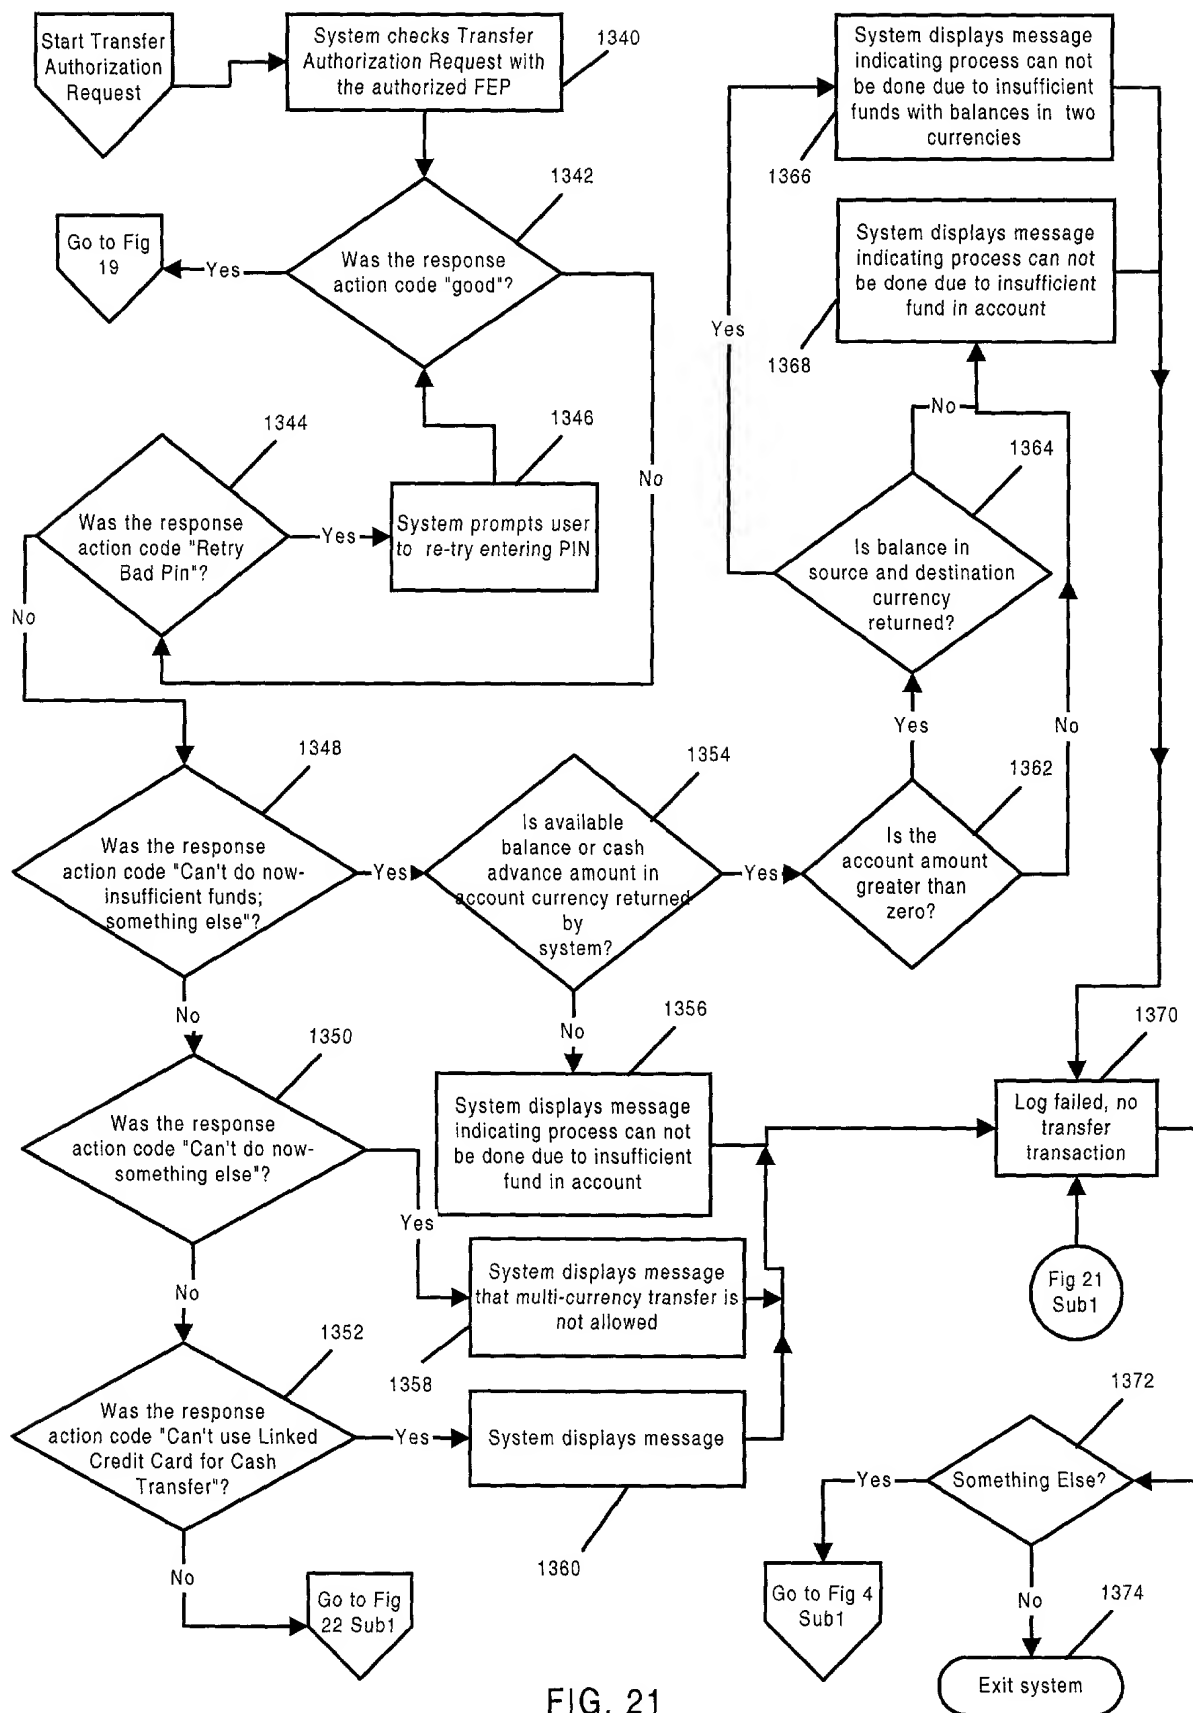 Start Transfer
Authorization
Request
System checks Transfer
Authorization Request with
the authorized FEP
1340
System displays message
indicating process can not
be done due to insufficient
funds with balances in two
currencies
1366
1342
Go to Fig
19
Yes
Was the response
action code "good"?
System displays message
indicating process can not
be done due to insufficient
fund in account
1368
Yes
No
1344
1346
No
Was the response
action code "Retry
Bad Pin"?
Yes
System prompts user
to re-try entering PIN
1364
Is balance in
source and destination
currency
returned?
No
Yes
No
1348
1354
1362
Was the response
action code "Can't do now-
insufficient funds;
something else"?
Yes
Is available
balance or cash
advance amount in
account currency returned
by
system?
Yes
Is the
account amount
greater than
zero?
No
No
1350
1356
1370
Was the response
action code "Can't do now-
something else"?
System displays message
indicating process can not
be done due to insufficient
fund in account
Log failed, no
transfer
transaction
Yes
No
System displays message
that multi-currency transfer is
not allowed
1358
Fig 21
Sub1
1352
Was the response
action code "Can't use Linked
Credit Card for Cash
Transfer"?
Yes
System displays message
1360
1372
Something Else?
Yes
No
Go to Fig
22 Sub1
Go to Fig 4
Sub1
No
1374
Exit system
FIG. 21